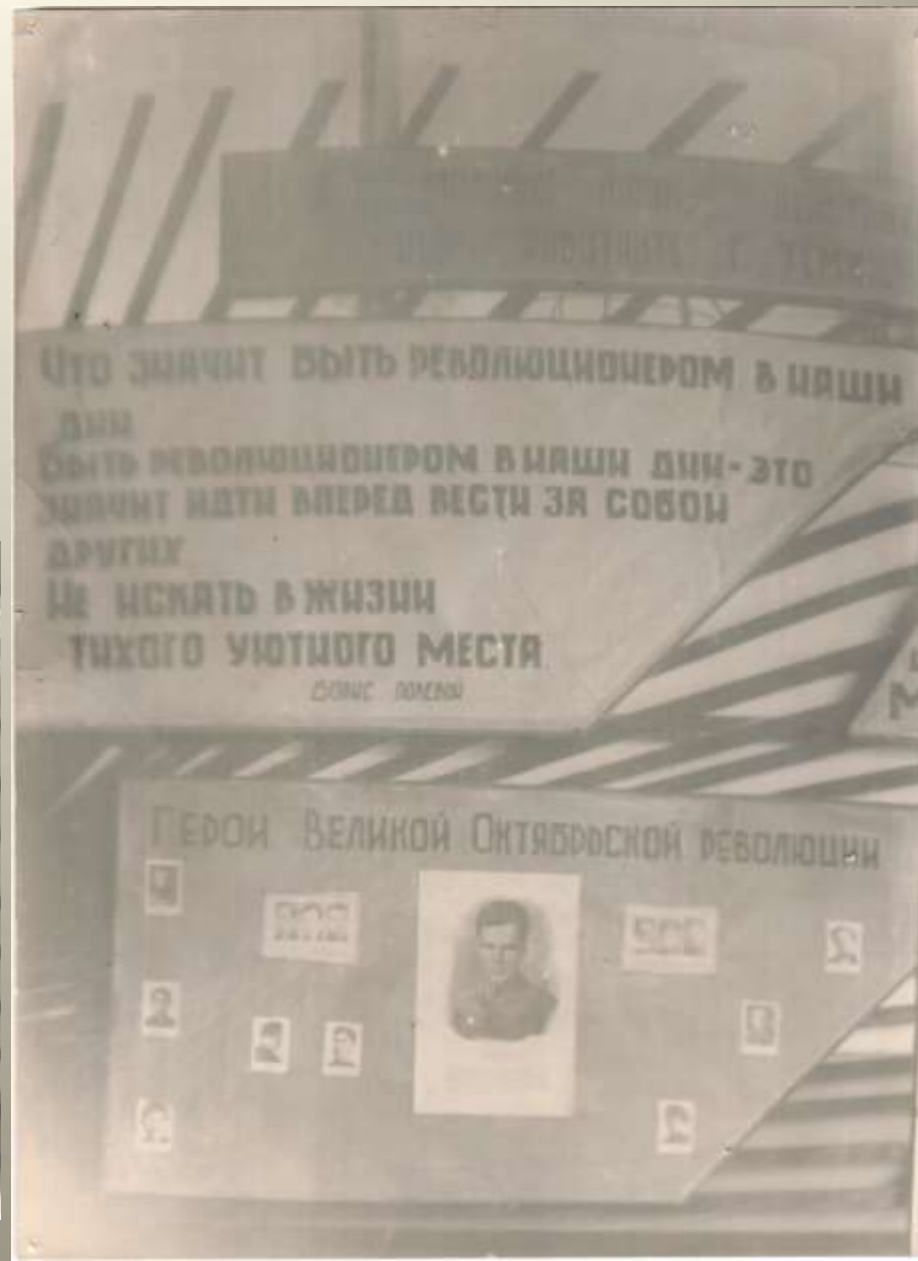 Что значит быть революционером в наши
дни
Быть революционером в наши дни - это
значит идти вперед вести за собой
других
Не искать в жизни
тихого уютного места
Борис Полевой
Герои Великой Октябрьской революции